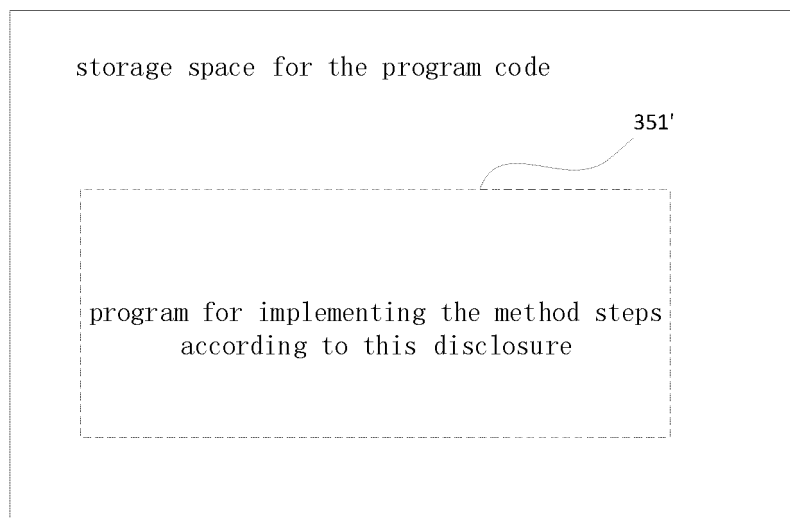 storage space for the program code
351'
program for implementing the method steps
according to this disclosure